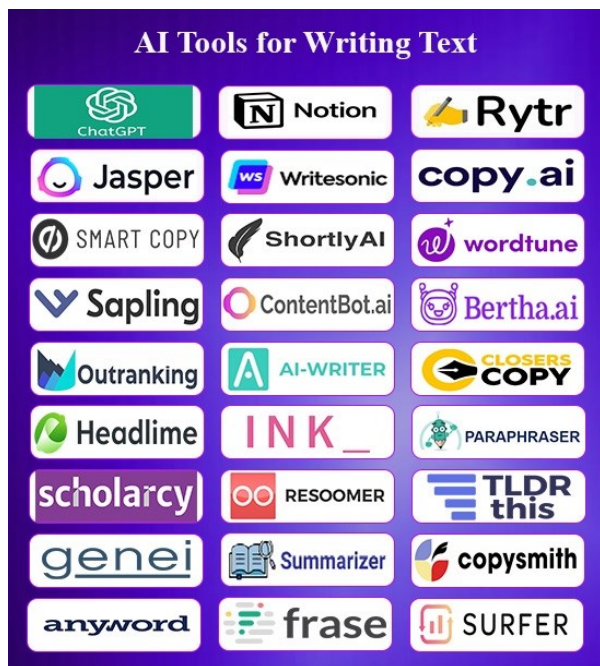 AI Tools for Writing Text
ChatGPT
N Notion
Rytr
Jasper
WS Writesonic
copy.ai
SMART COPY
ShortlyAI
w wordtune
Sapling
ContentBot.ai
Bertha.ai
Outranking
A AI-WRITER
CLOSERS
COPY
Headlime
INK_
PARAPHRASER
scholarcy
RESOOMER
TLDR
this
genei
Summarizer
copysmith
anyword
frase
SURFER